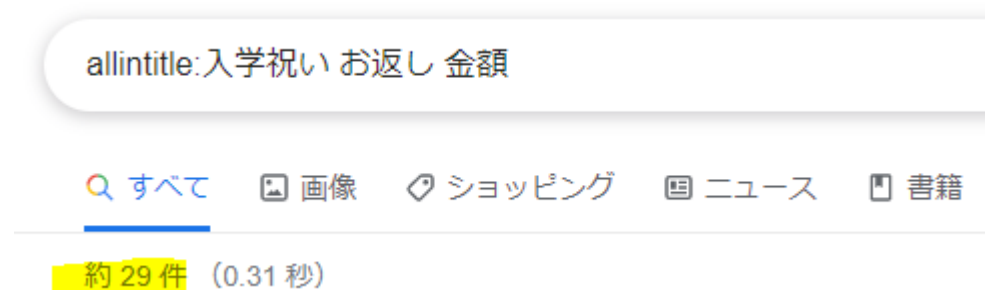 allintitle:入学祝い お返し 金額
すべて 画像 ショッピング ニュース 書籍
約 29 件 (0.31 秒)